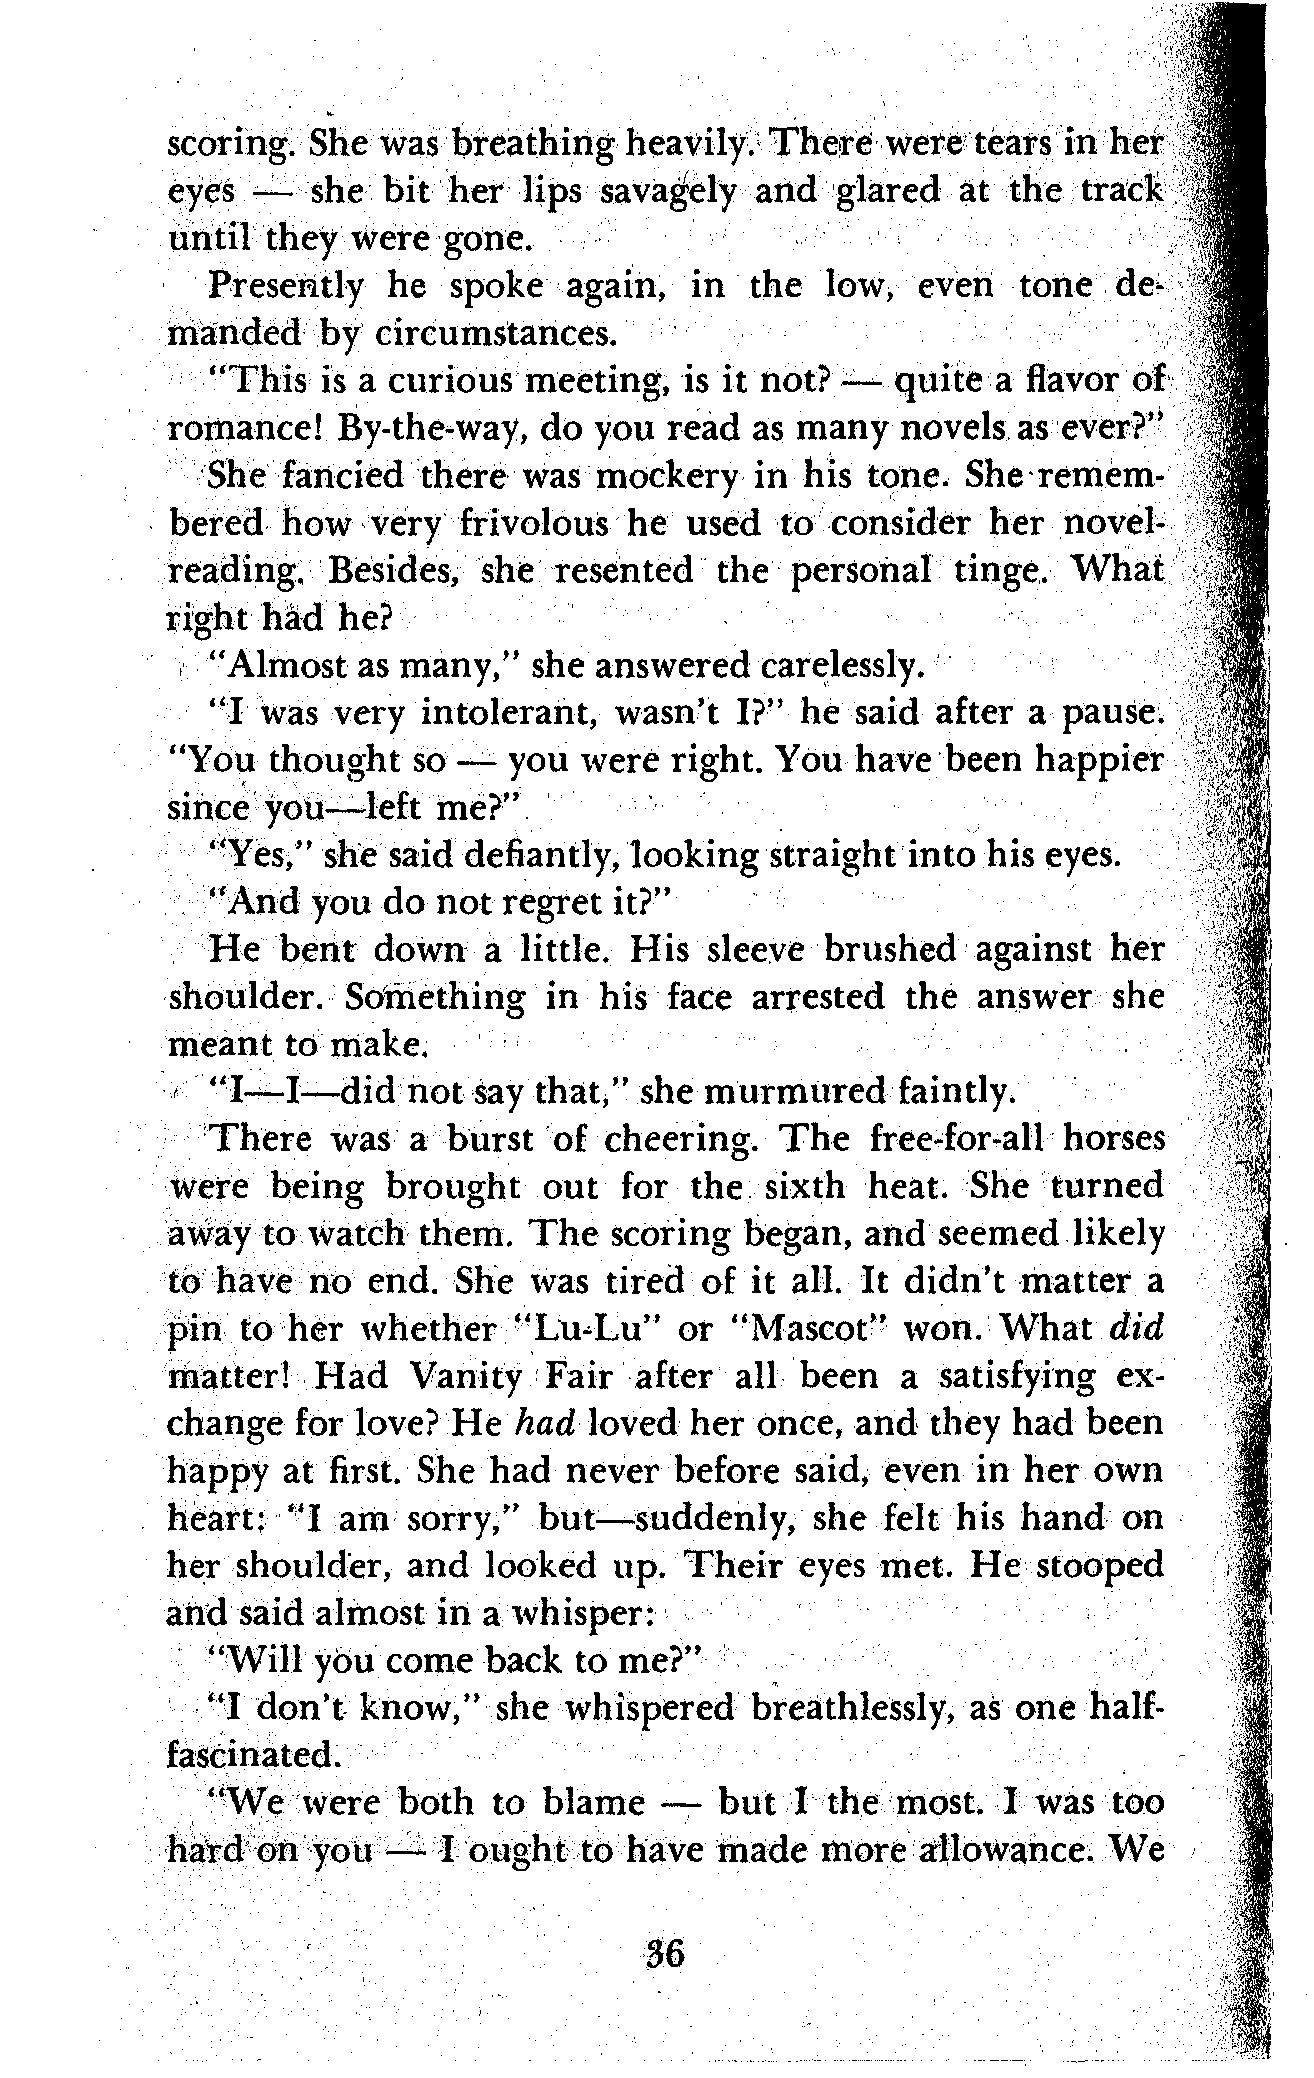 scoring. She was breathing heavily. There were tears in her
eyes — she bit her lips savagely and glared at the track
until they were gone.
Presently he spoke again, in the low, even tone de-
manded by circumstances.
"This is a curious meeting, is it not? — quite a flavor of
romance! By-the-way, do you read as many novels as ever?"
She fancied there was mockery in his tone. She remem-
bered how very frivolous he used to consider her novel-
reading. Besides, she resented the personal tinge. What
right had he?
"Almost as many," she answered carelessly.
"I was very intolerant, wasn't I?" he said after a pause.
"You thought so — you were right. You have been happier
since you—left me?"
"Yes," she said defiantly, looking straight into his eyes.
"And you do not regret it?"
He bent down a little. His sleeve brushed against her
shoulder. Something in his face arrested the answer she
meant to make.
"I—I—did not say that," she murmured faintly.
There was a burst of cheering. The free-for-all horses
were being brought out for the sixth heat. She turned
away to watch them. The scoring began, and seemed likely
to have no end. She was tired of it all. It didn't matter a
pin to her whether "Lu-Lu" or "Mascot" won. What did
matter! Had Vanity Fair after all been a satisfying ex-
change for love? He had loved her once, and they had been
happy at first. She had never before said, even in her own
heart: "I am sorry," but—suddenly, she felt his hand on
her shoulder, and looked up. Their eyes met. He stooped
and said almost in a whisper:
"Will you come back to me?"
"I don't know," she whispered breathlessly, as one half-
fascinated.
"We were both to blame — but I the most. I was too
hard on you — I ought to have made more allowance. We
36